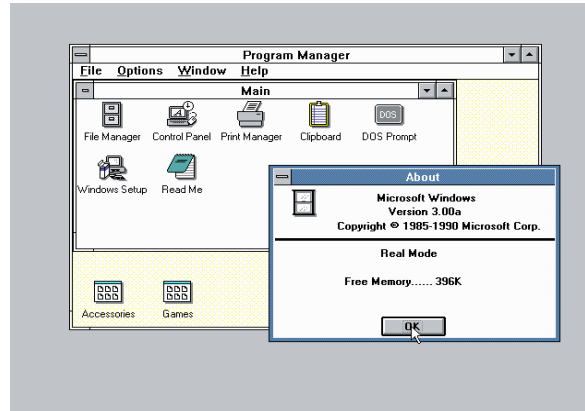 Program Manager
File Options Window Help
Main
File Manager Control Panel Print Manager Clipboard DOS Prompt
DOS
Windows Setup Read Me
About
Microsoft Windows
Version 3.00a
Copyright © 1985-1990 Microsoft Corp.
Real Mode
Free Memory...... 396K
OK
Accessories Games